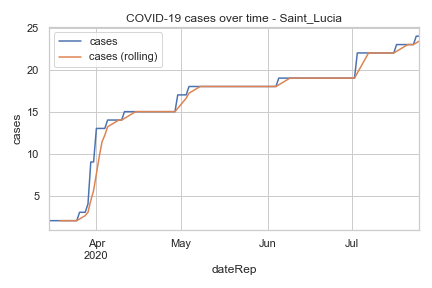 COVID-19 cases over time - Saint_Lucia
cases
cases (rolling)
25
20
15
10
5
cases
Apr
2020
May
Jun
Jul
dateRep